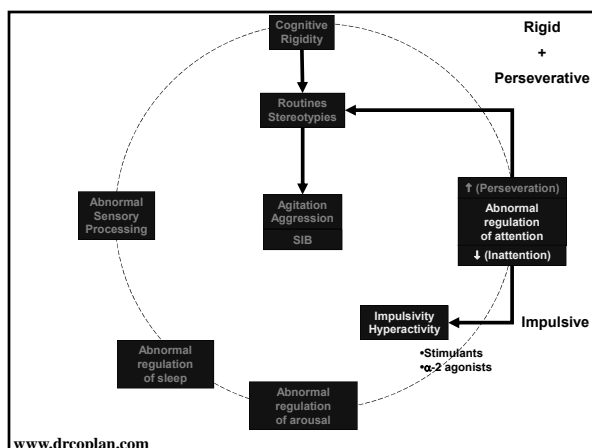 Cognitive
Rigidity
Rigid
+
Perseverative
Routines
Stereotypies
Abnormal
Sensory
Processing
Agitation
Aggression
SIB
↑ (Perseveration)
Abnormal
regulation
of attention
↓ (Inattention)
Impulsivity
Hyperactivity
Impulsive
•Stimulants
•α-2 agonists
Abnormal
regulation
of sleep
Abnormal
regulation
of arousal
www.drcoplan.com